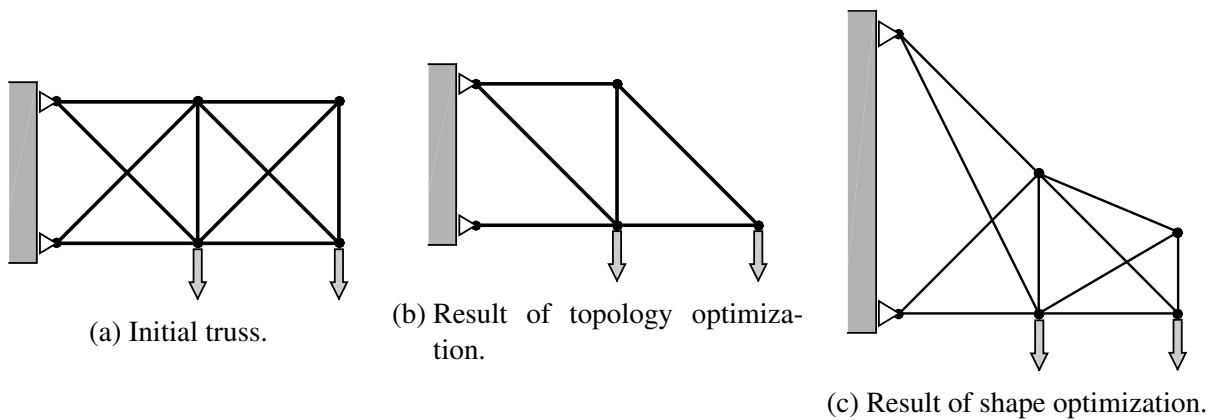 (a) Initial truss.
(b) Result of topology optimiza-
tion.
(c) Result of shape optimization.